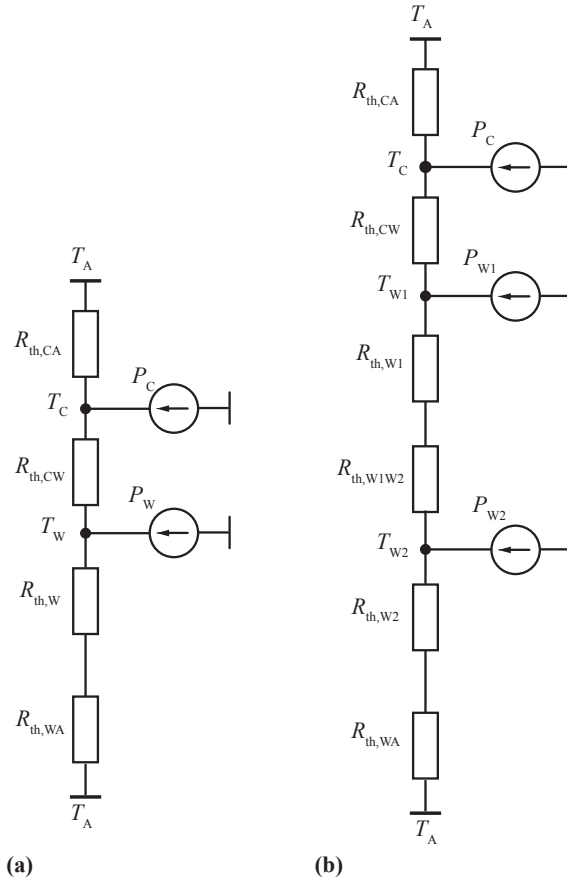 T_A
R_th,CA
P_C
T_C
R_th,CW
P_W
T_W
R_th,W
R_th,WA
T_A
(a)
T_A
R_th,CA
P_C
T_C
R_th,CW
P_W1
T_W1
R_th,W1
R_th,W1W2
P_W2
T_W2
R_th,W2
R_th,WA
T_A
(b)